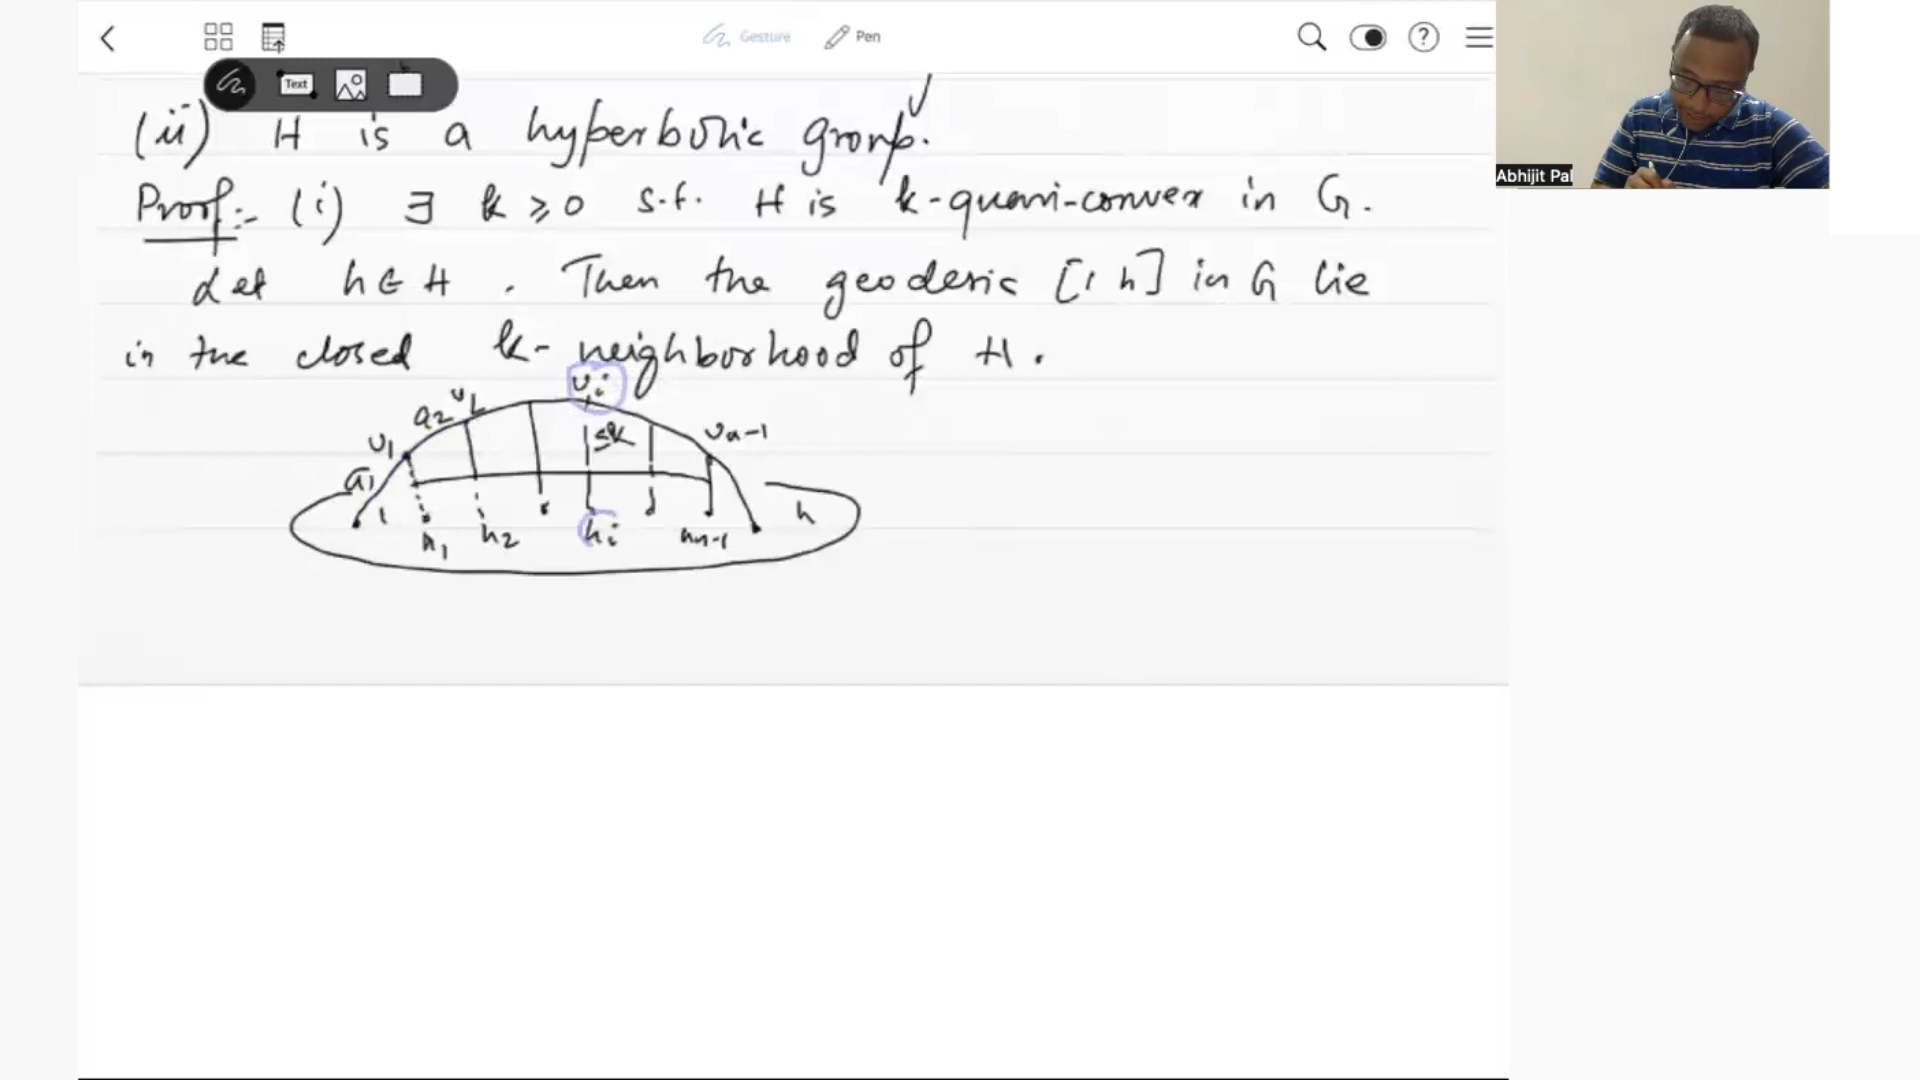 Gesture Pen
Text
(ii) H is a hyperbolic group.
Proof:- (i) ∃ k ≥ 0 s.t. H is k-quasi-convex in G.
Let h ∈ H. Then the geodesic [1 h] in G lie
in the closed k-neighborhood of H.
v_i
a_2 v_2
v_1 ≤k v_n-1
a_1
1 h
h_1 h_2 h_i h_n-1
Abhijit Pal